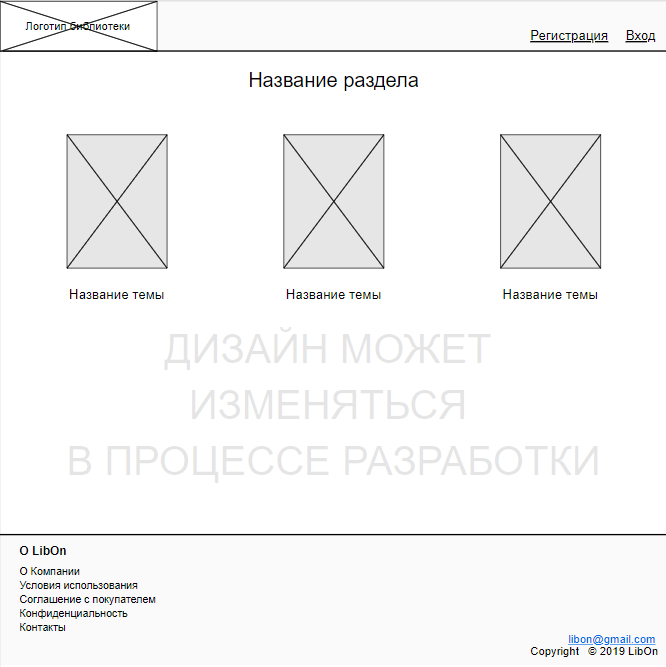 Логотип библиотеки
Регистрация Вход
Название раздела
Название темы Название темы Название темы
ДИЗАЙН МОЖЕТ
ИЗМЕНЯТЬСЯ
В ПРОЦЕССЕ РАЗРАБОТКИ
О LibOn
О Компании
Условия использования
Соглашение с покупателем
Конфиденциальность
Контакты
libon@gmail.com
Copyright © 2019 LibOn